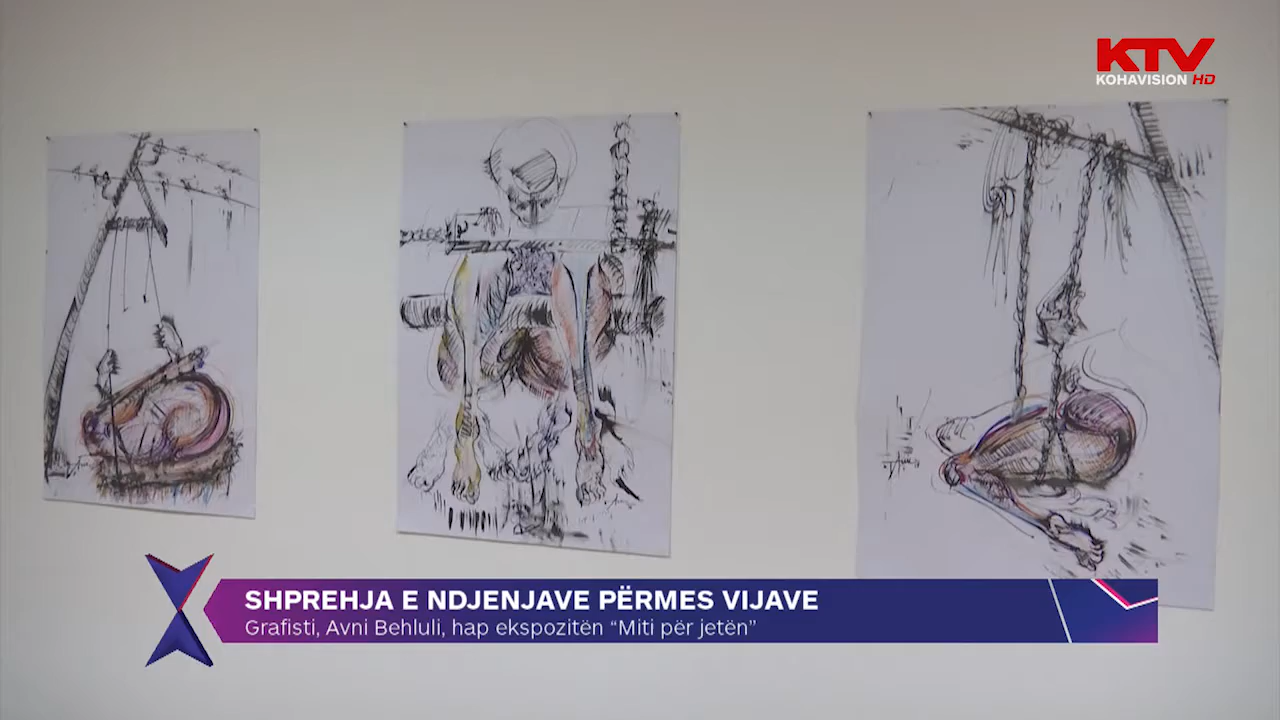 KTV
KOHAVISION HD
SHPREHJA E NDJENJAVE PËRMES VIJAVE
Grafisti, Avni Behluli, hap ekspozitën “Miti për jetën”